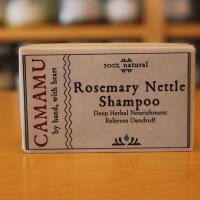 100% natural
Rosemary Nettle
Shampoo
Deep Herbal Nourishment
Relieves Dandruff
CAMAMU
by hand, with heart